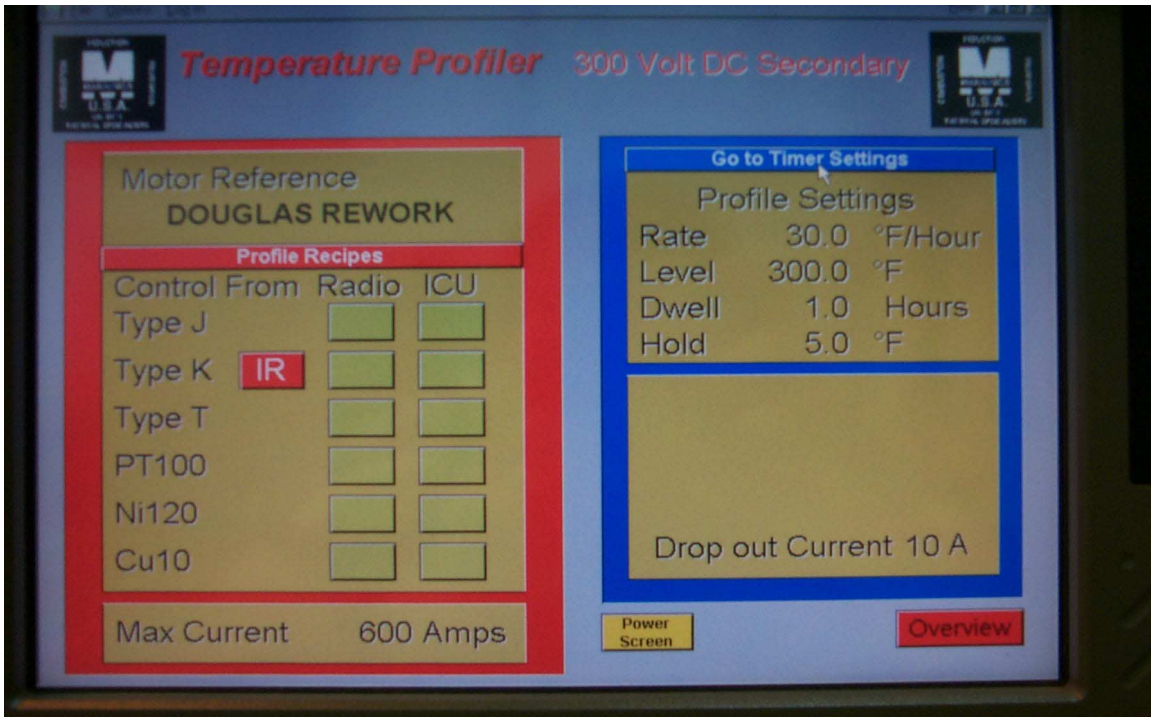 Temperature Profiler 300 Volt DC Secondary
U.S.A.
U.S.A.
Motor Reference
DOUGLAS REWORK
Profile Recipes
Control From Radio ICU
Type J
Type K IR
Type T
PT100
Ni120
Cu10
Max Current 600 Amps
Go to Timer Settings
Profile Settings
Rate 30.0 °F/Hour
Level 300.0 °F
Dwell 1.0 Hours
Hold 5.0 °F
Drop out Current 10 A
Power
Screen
Overview